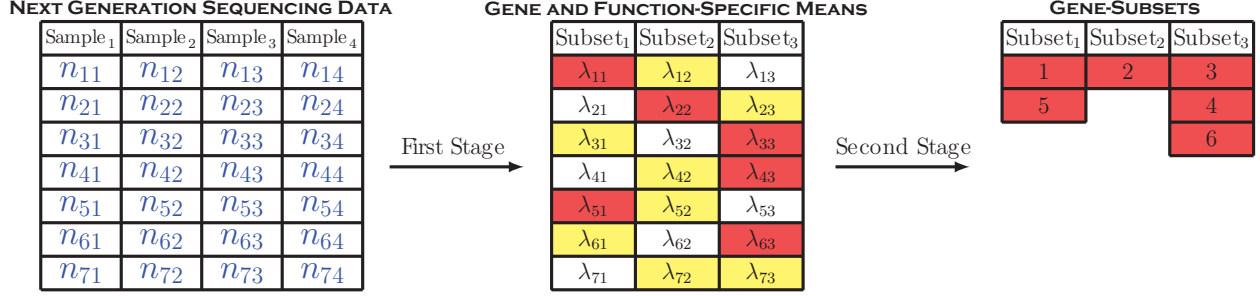 NEXT GENERATION SEQUENCING DATA
Sample₁ Sample₂ Sample₃ Sample₄
n₁₁ n₁₂ n₁₃ n₁₄
n₂₁ n₂₂ n₂₃ n₂₄
n₃₁ n₃₂ n₃₃ n₃₄
n₄₁ n₄₂ n₄₃ n₄₄
n₅₁ n₅₂ n₅₃ n₅₄
n₆₁ n₆₂ n₆₃ n₆₄
n₇₁ n₇₂ n₇₃ n₇₄
First Stage
GENE AND FUNCTION-SPECIFIC MEANS
Subset₁ Subset₂ Subset₃
λ₁₁ λ₁₂ λ₁₃
λ₂₁ λ₂₂ λ₂₃
λ₃₁ λ₃₂ λ₃₃
λ₄₁ λ₄₂ λ₄₃
λ₅₁ λ₅₂ λ₅₃
λ₆₁ λ₆₂ λ₆₃
λ₇₁ λ₇₂ λ₇₃
Second Stage
GENE-SUBSETS
Subset₁ Subset₂ Subset₃
1 2 3
5 4
6